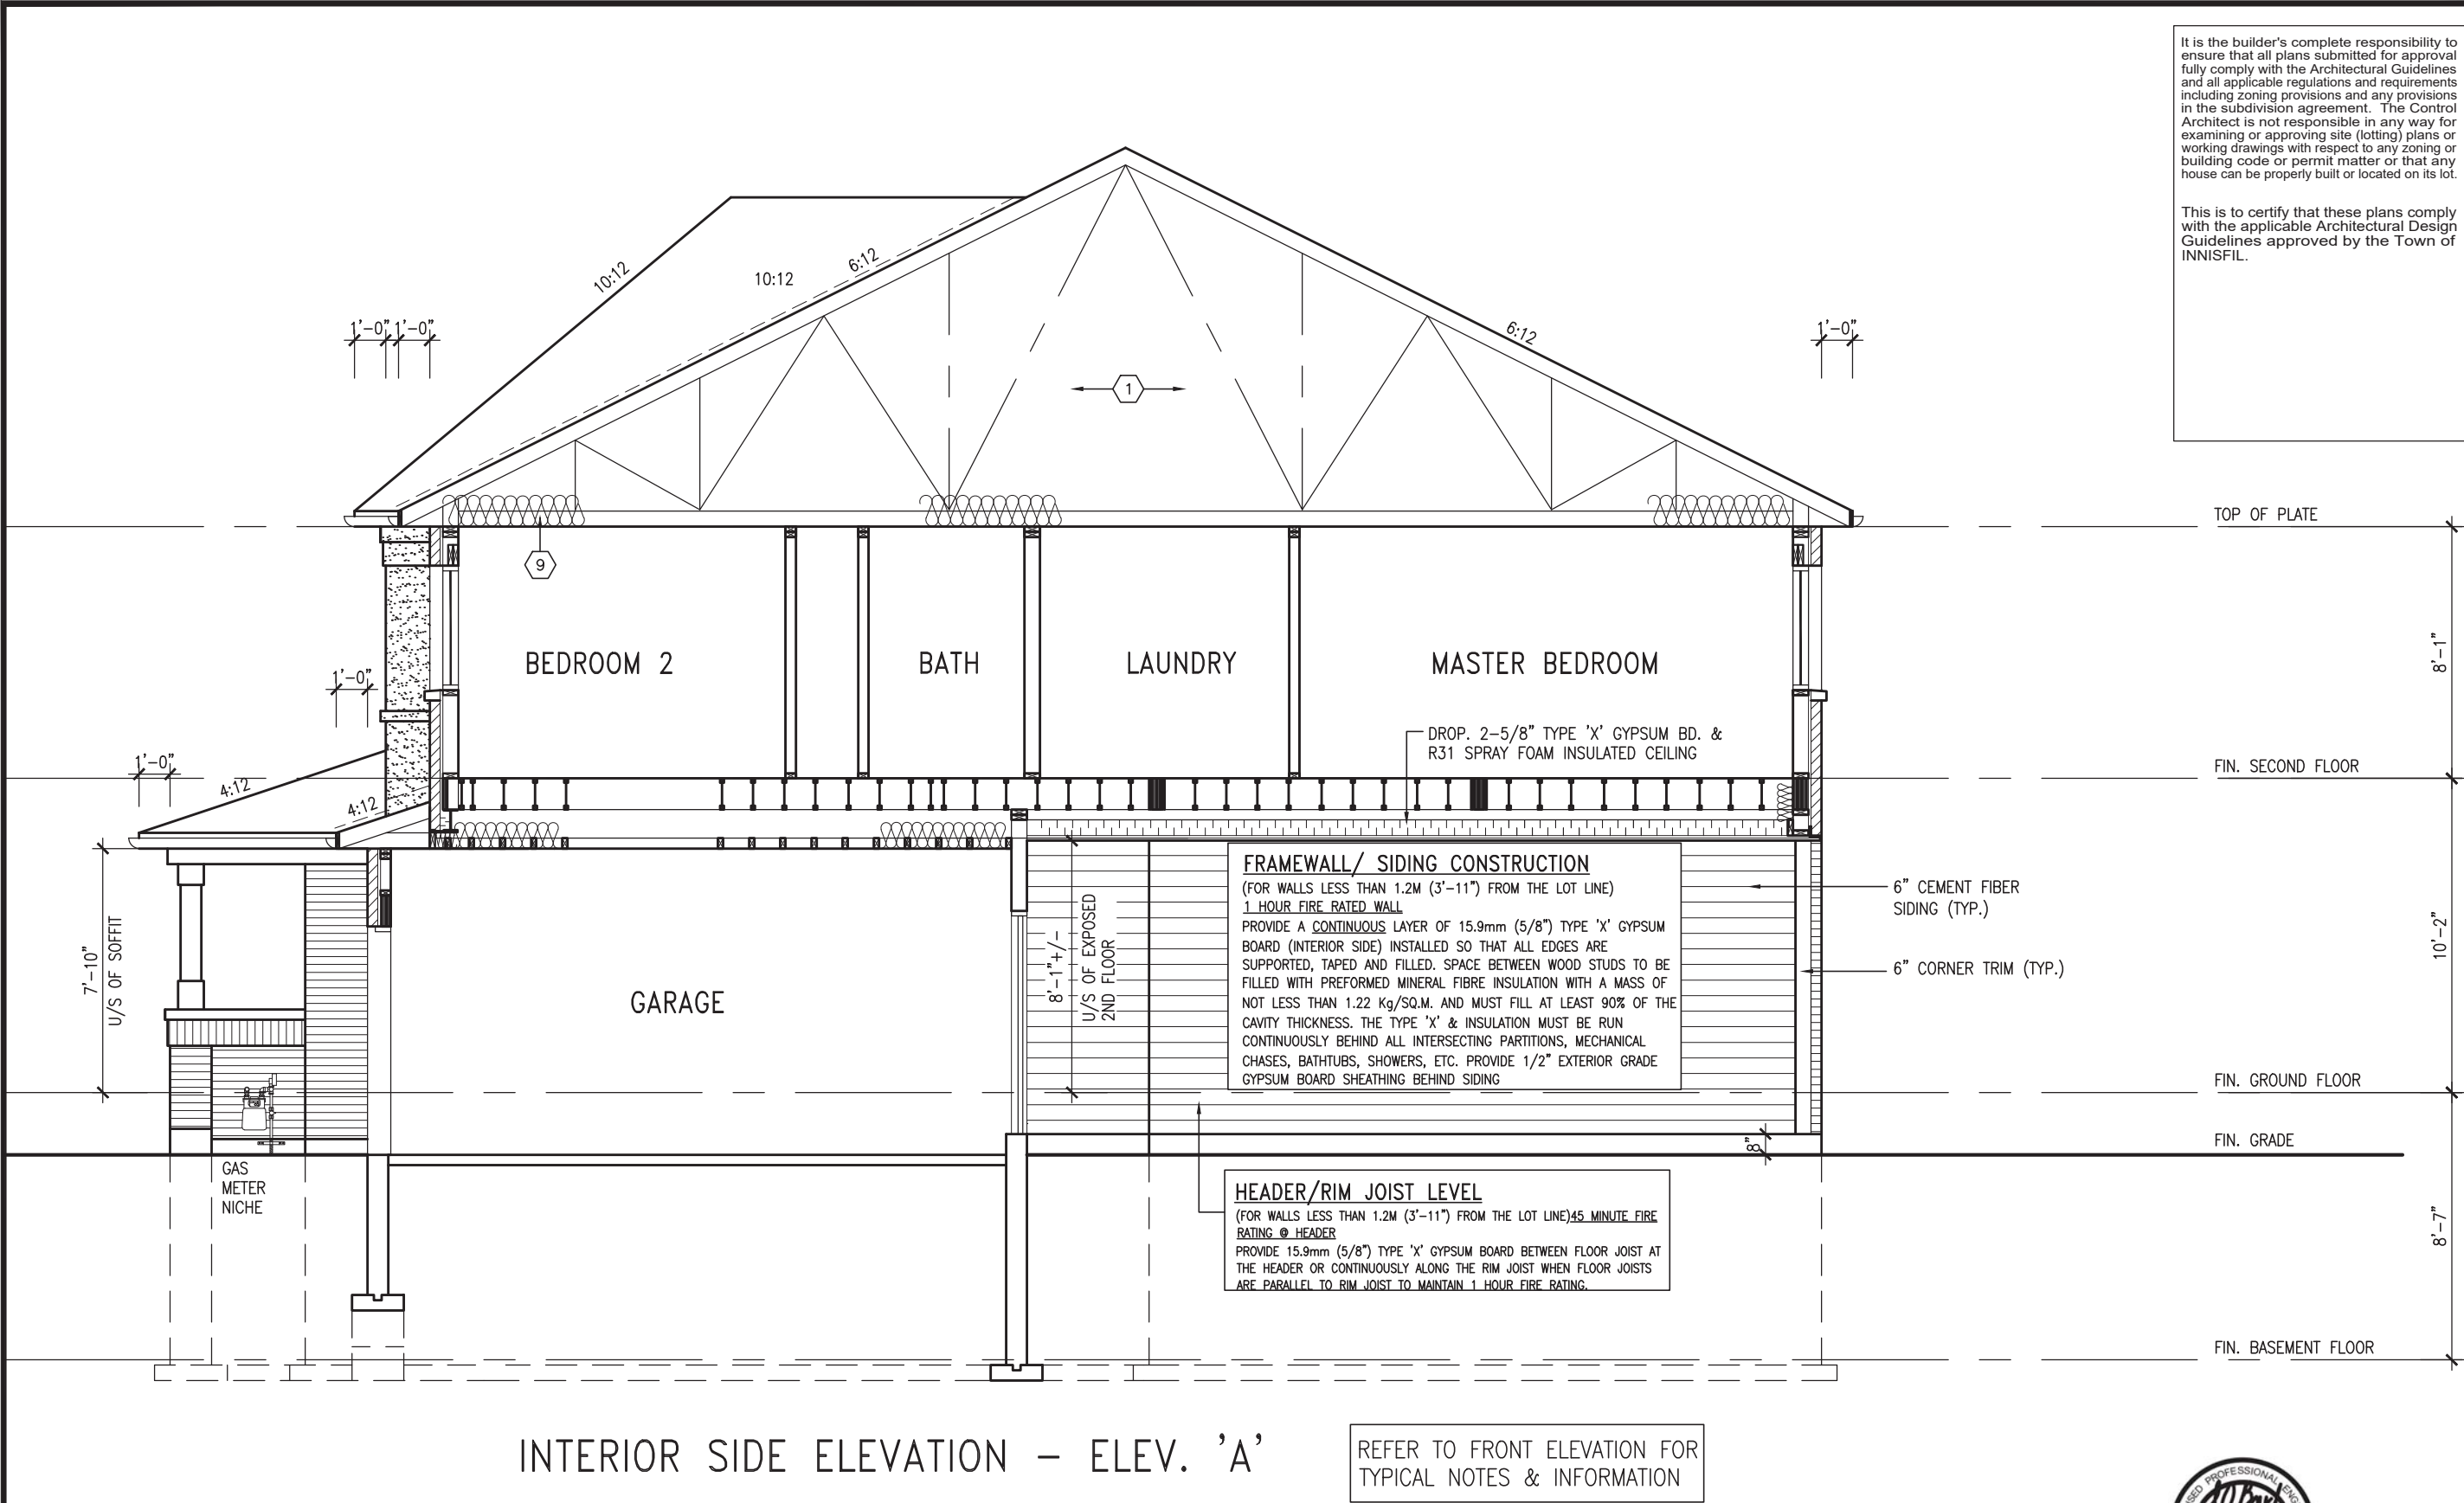 It is the builder's complete responsibility to
ensure that all plans submitted for approval
fully comply with the Architectural Guidelines
and all applicable regulations and requirements
including zoning provisions and any provisions
in the subdivision agreement. The Control
Architect is not responsible in any way for
examining or approving site (lotting) plans or
working drawings with respect to any zoning or
building code or permit matter or that any
house can be properly built or located on its lot.
This is to certify that these plans comply
with the applicable Architectural Design
Guidelines approved by the Town of
INNISFIL.
10:12
10:12
6:12
6:12
1'-0" 1'-0"
1'-0"
1
TOP OF PLATE
9
BEDROOM 2
BATH
LAUNDRY
MASTER BEDROOM
8'-1"
1'-0"
DROP. 2-5/8" TYPE 'X' GYPSUM BD. &
R31 SPRAY FOAM INSULATED CEILING
1'-0"
4:12
4:12
FIN. SECOND FLOOR
7'-10"
U/S OF SOFFIT
GARAGE
8'-1"+/-
U/S OF EXPOSED
2ND FLOOR
FRAMEWALL/ SIDING CONSTRUCTION
(FOR WALLS LESS THAN 1.2M (3'-11") FROM THE LOT LINE)
1 HOUR FIRE RATED WALL
PROVIDE A CONTINUOUS LAYER OF 15.9mm (5/8") TYPE 'X' GYPSUM
BOARD (INTERIOR SIDE) INSTALLED SO THAT ALL EDGES ARE
SUPPORTED, TAPED AND FILLED. SPACE BETWEEN WOOD STUDS TO BE
FILLED WITH PREFORMED MINERAL FIBRE INSULATION WITH A MASS OF
NOT LESS THAN 1.22 Kg/SQ.M. AND MUST FILL AT LEAST 90% OF THE
CAVITY THICKNESS. THE TYPE 'X' & INSULATION MUST BE RUN
CONTINUOUSLY BEHIND ALL INTERSECTING PARTITIONS, MECHANICAL
CHASES, BATHTUBS, SHOWERS, ETC. PROVIDE 1/2" EXTERIOR GRADE
GYPSUM BOARD SHEATHING BEHIND SIDING
6" CEMENT FIBER
SIDING (TYP.)
6" CORNER TRIM (TYP.)
10'-2"
FIN. GROUND FLOOR
8"
FIN. GRADE
GAS
METER
NICHE
HEADER/RIM JOIST LEVEL
(FOR WALLS LESS THAN 1.2M (3'-11") FROM THE LOT LINE)45 MINUTE FIRE
RATING @ HEADER
PROVIDE 15.9mm (5/8") TYPE 'X' GYPSUM BOARD BETWEEN FLOOR JOIST AT
THE HEADER OR CONTINUOUSLY ALONG THE RIM JOIST WHEN FLOOR JOISTS
ARE PARALLEL TO RIM JOIST TO MAINTAIN 1 HOUR FIRE RATING.
8'-7"
FIN. BASEMENT FLOOR
INTERIOR SIDE ELEVATION - ELEV. 'A'
REFER TO FRONT ELEVATION FOR
TYPICAL NOTES & INFORMATION
PROFESSIONAL